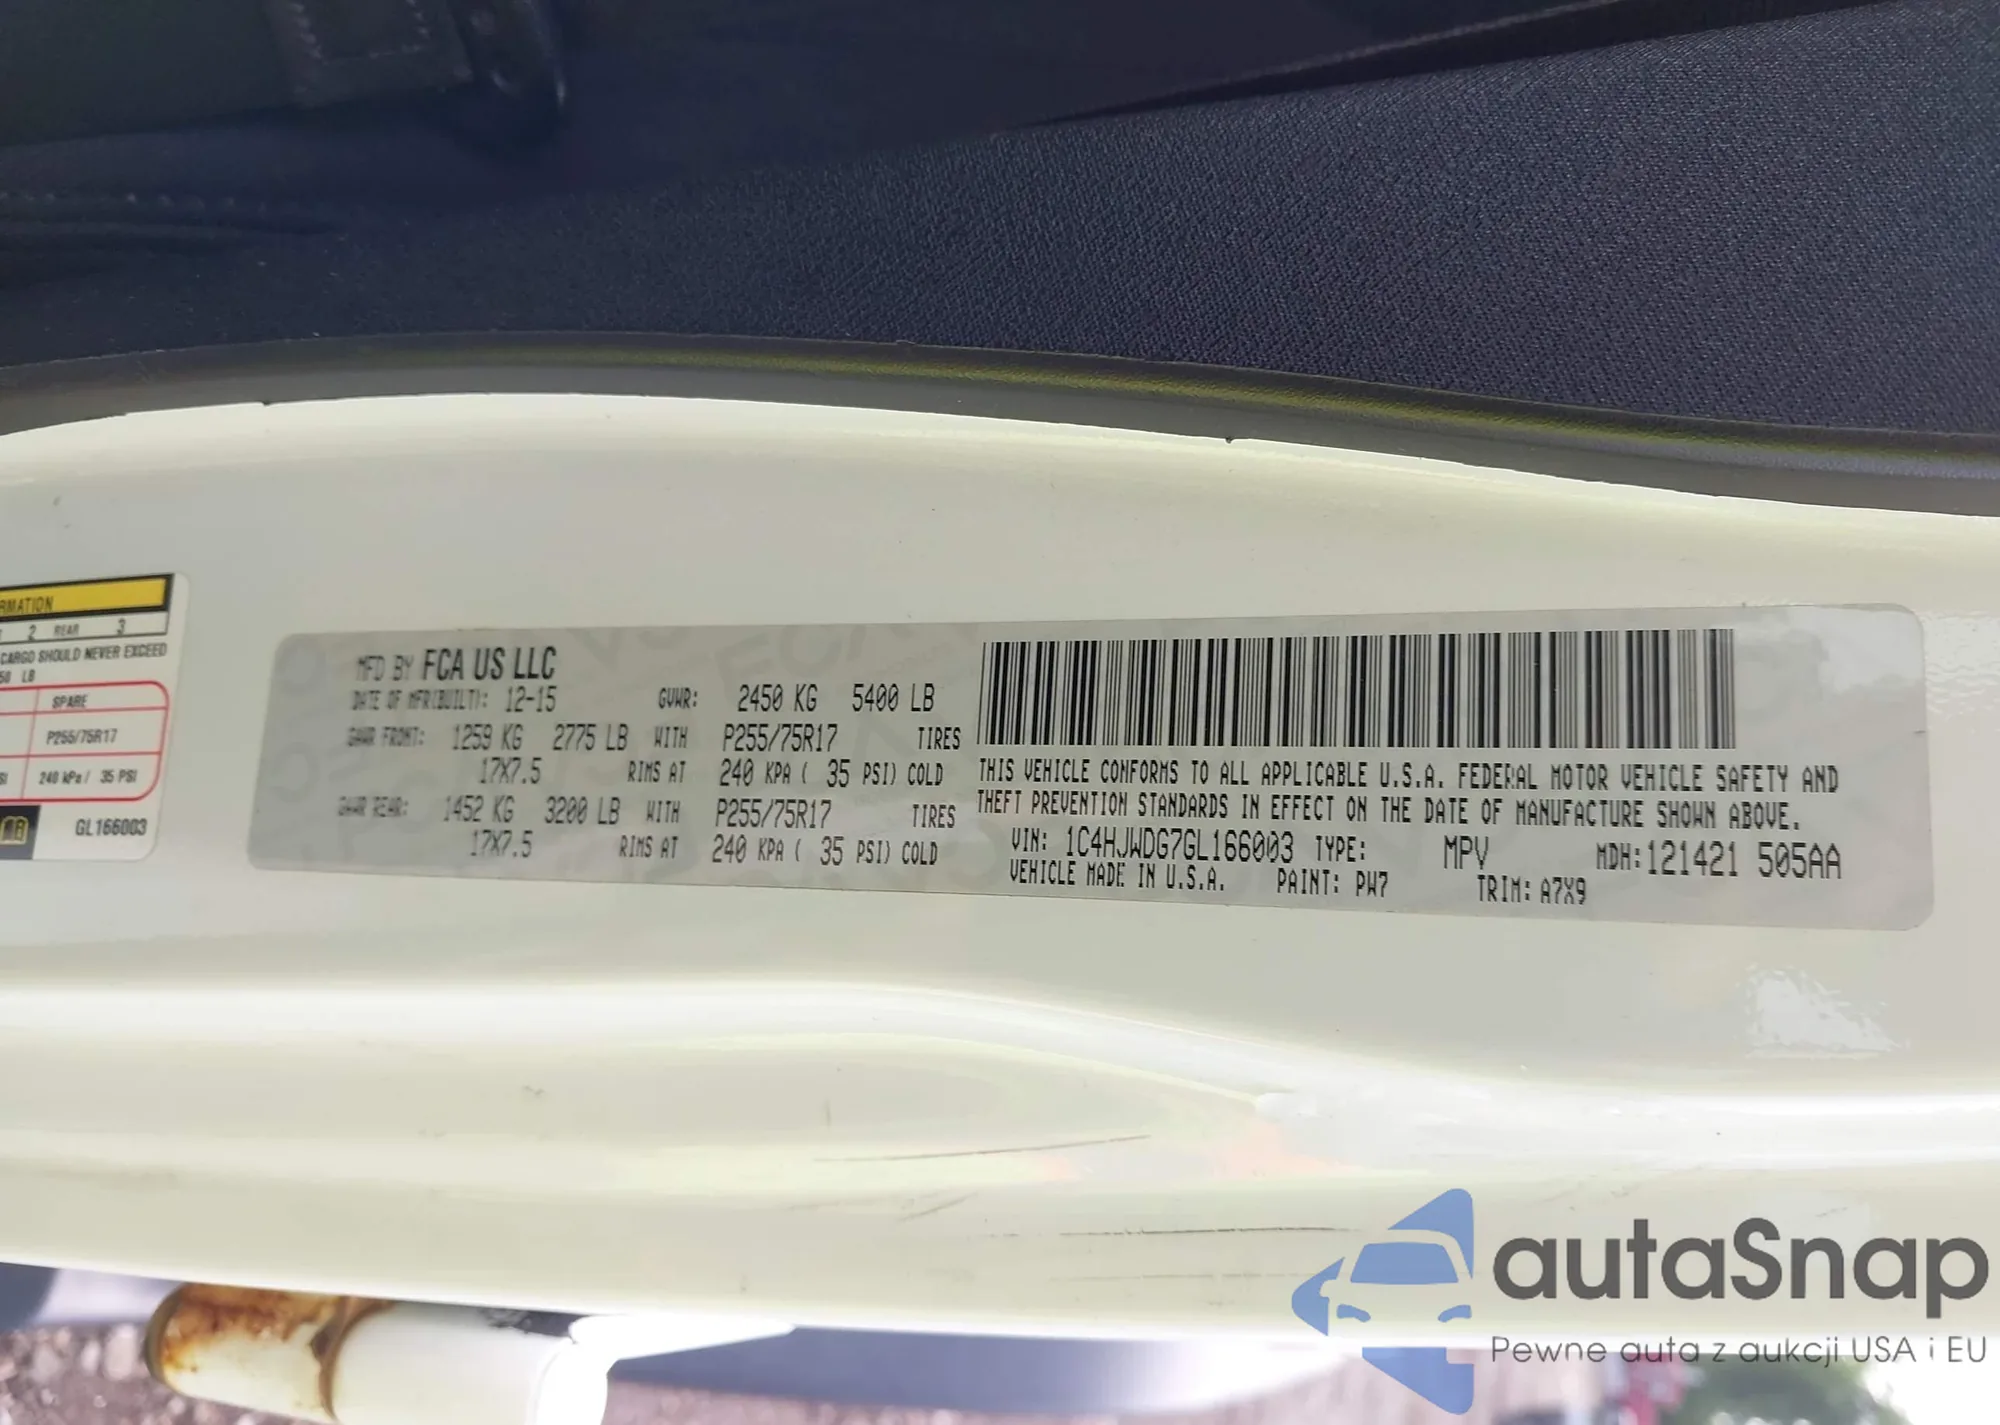 RMATION
2 REAR 3
CARGO SHOULD NEVER EXCEED
LB
SPARE
P255/75R17
240 kPa / 35 PSI
GL166003
MFD BY FCA US LLC
DATE OF MFR(BUILT): 12-15 GVWR: 2450 KG 5400 LB
GAWR FRONT: 1259 KG 2775 LB WITH P255/75R17 TIRES
17X7.5 RIMS AT 240 KPA ( 35 PSI) COLD
GAWR REAR: 1452 KG 3200 LB WITH P255/75R17 TIRES
17X7.5 RIMS AT 240 KPA ( 35 PSI) COLD
THIS VEHICLE CONFORMS TO ALL APPLICABLE U.S.A. FEDERAL MOTOR VEHICLE SAFETY AND
THEFT PREVENTION STANDARDS IN EFFECT ON THE DATE OF MANUFACTURE SHOWN ABOVE.
VIN: 1C4HJWDG7GL166003 TYPE: MPV MDH:121421 505AA
VEHICLE MADE IN U.S.A. PAINT: PW7 TRIM: A7X9
autaSnap
Pewne auta z aukcji USA i EU